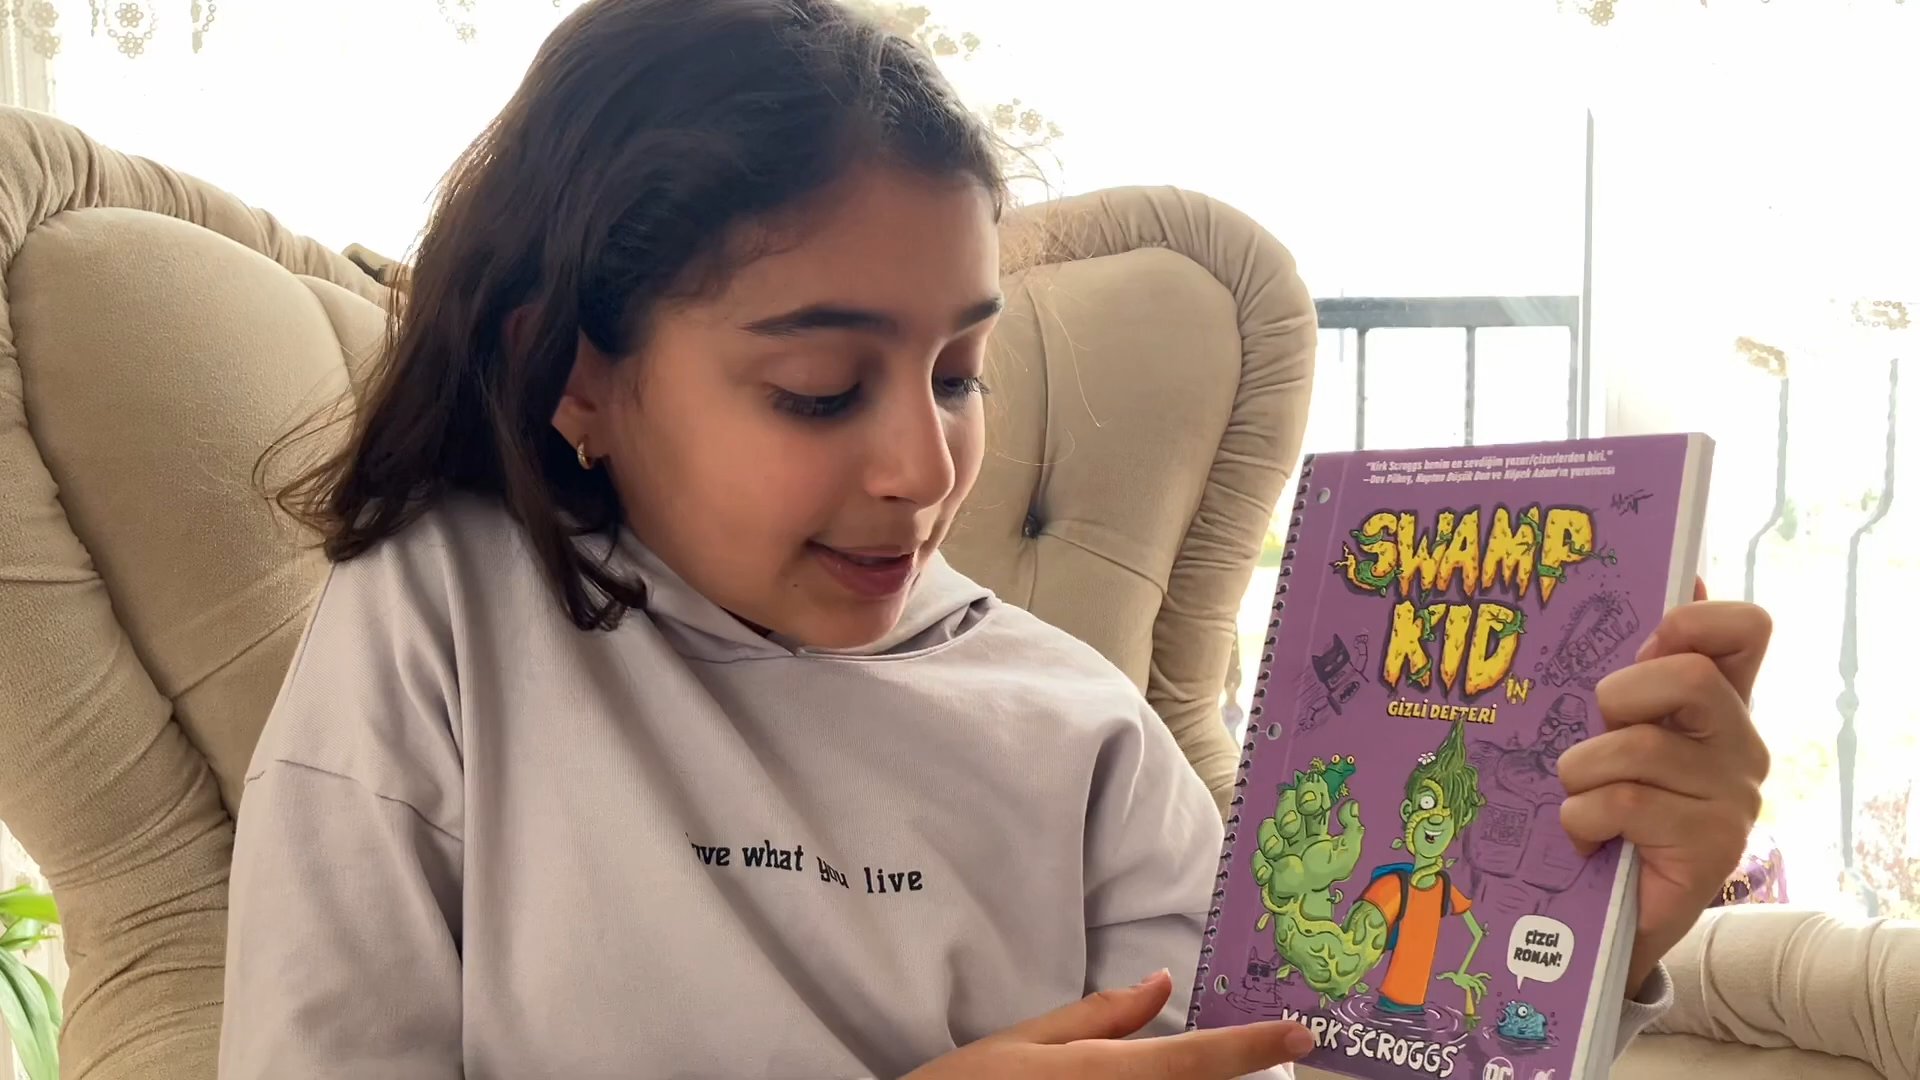 "Kirk Scroggs benim en sevdiğim yazar/çizerlerden biri."
—Dav Pilkey, Kaptan Düşük Don ve Köpek Adam'ın yaratıcısı
SWAMP
KID
IN
GİZLİ DEFTERİ
ÇİZGİ
ROMAN!
KIRK SCROGGS
DC
what you live